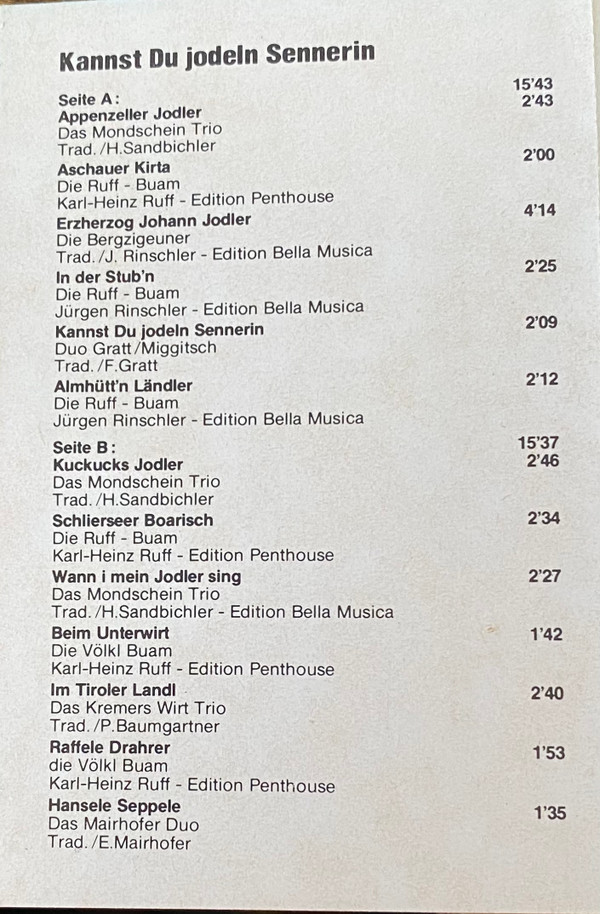 Kannst Du jodeln Sennerin
Seite A: 15'43
Appenzeller Jodler 2'43
Das Mondschein Trio
Trad./H.Sandbichler
Aschauer Kirta 2'00
Die Ruff - Buam
Karl-Heinz Ruff - Edition Penthouse
Erzherzog Johann Jodler 4'14
Die Bergzigeuner
Trad./J. Rinschler - Edition Bella Musica
In der Stub'n 2'25
Die Ruff - Buam
Jürgen Rinschler - Edition Bella Musica
Kannst Du jodeln Sennerin 2'09
Duo Gratt/Miggitsch
Trad./F.Gratt
Almhütt'n Ländler 2'12
Die Ruff - Buam
Jürgen Rinschler - Edition Bella Musica
Seite B: 15'37
Kuckucks Jodler 2'46
Das Mondschein Trio
Trad./H.Sandbichler
Schlierseer Boarisch 2'34
Die Ruff - Buam
Karl-Heinz Ruff - Edition Penthouse
Wann i mein Jodler sing 2'27
Das Mondschein Trio
Trad./H.Sandbichler - Edition Bella Musica
Beim Unterwirt 1'42
Die Völkl Buam
Karl-Heinz Ruff - Edition Penthouse
Im Tiroler Landl 2'40
Das Kremers Wirt Trio
Trad./P.Baumgartner
Raffele Drahrer 1'53
die Völkl Buam
Karl-Heinz Ruff - Edition Penthouse
Hansele Seppele 1'35
Das Mairhofer Duo
Trad./E.Mairhofer